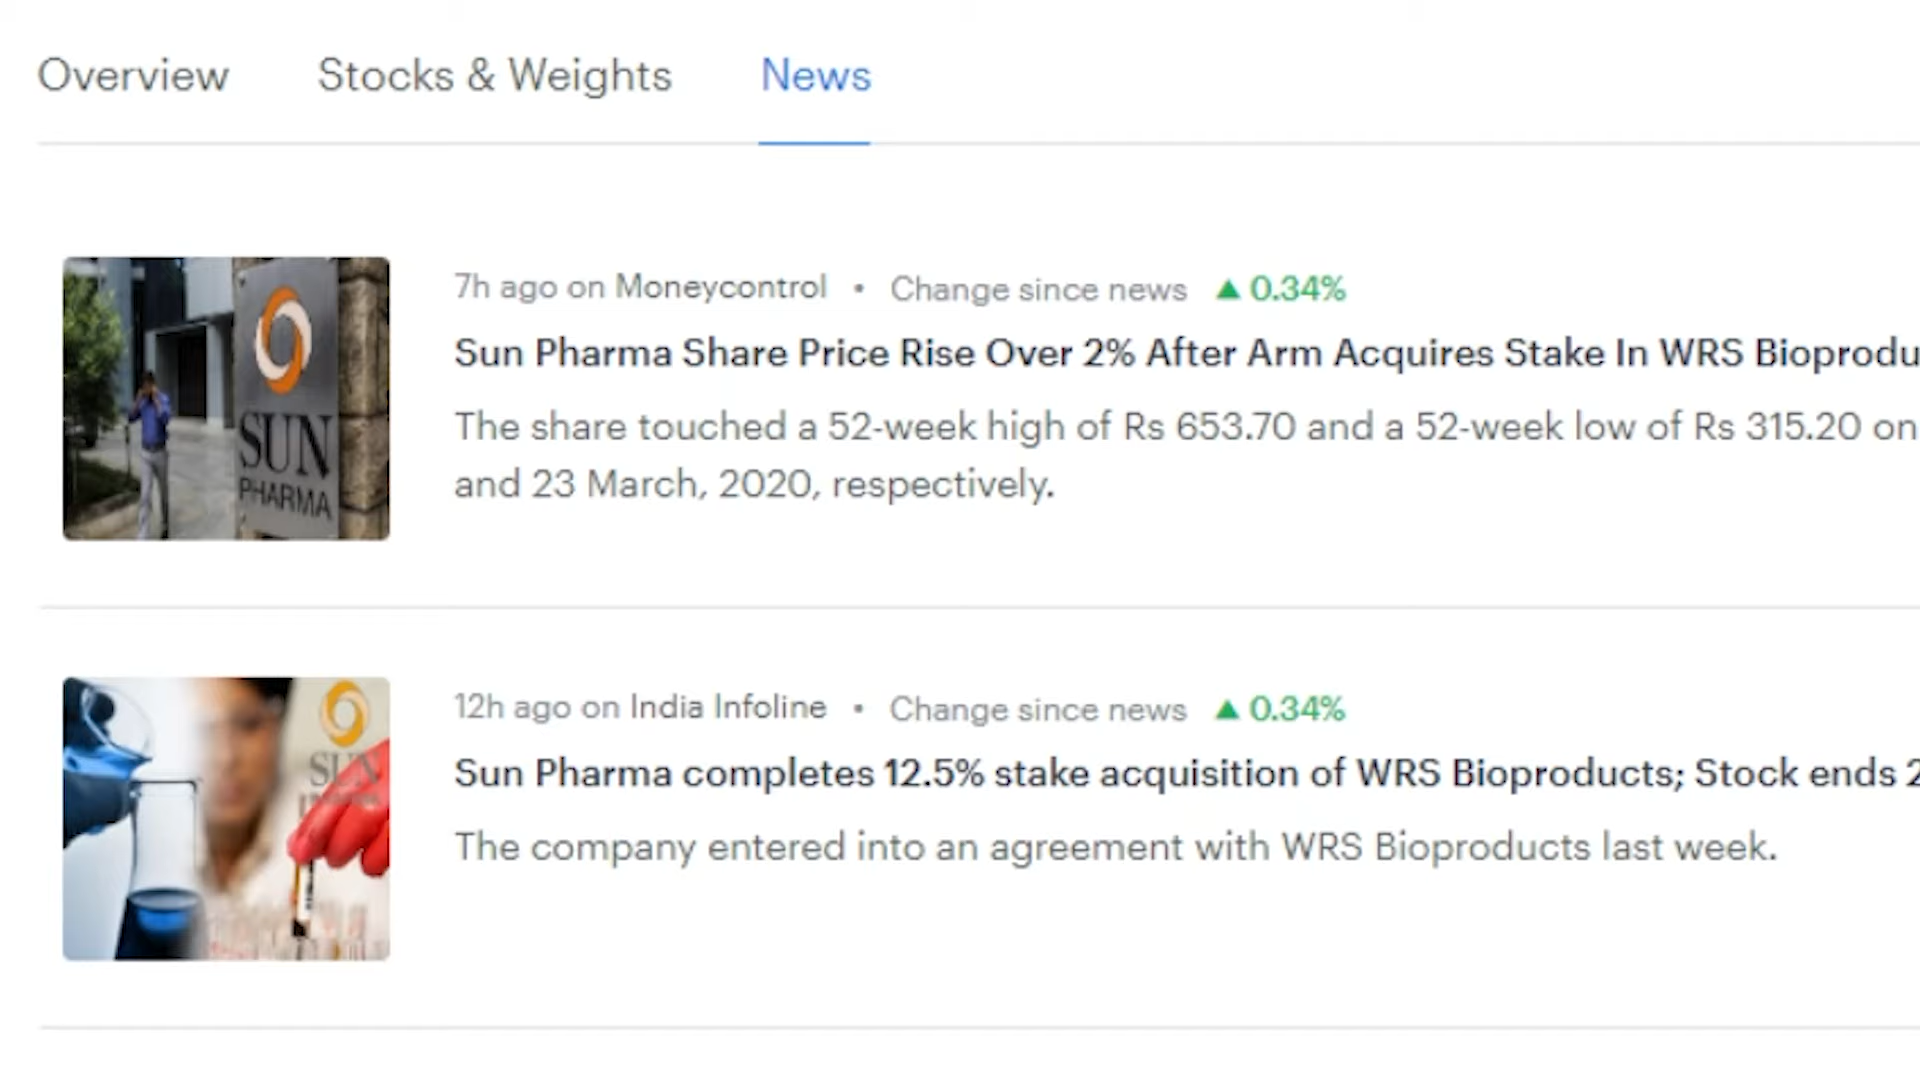 Overview Stocks & Weights News
7h ago on Moneycontrol • Change since news ▲ 0.34%
Sun Pharma Share Price Rise Over 2% After Arm Acquires Stake In WRS Bioprodu
The share touched a 52-week high of Rs 653.70 and a 52-week low of Rs 315.20 on
and 23 March, 2020, respectively.
SUN
PHARMA
12h ago on India Infoline • Change since news ▲ 0.34%
Sun Pharma completes 12.5% stake acquisition of WRS Bioproducts; Stock ends 2
The company entered into an agreement with WRS Bioproducts last week.
SUN